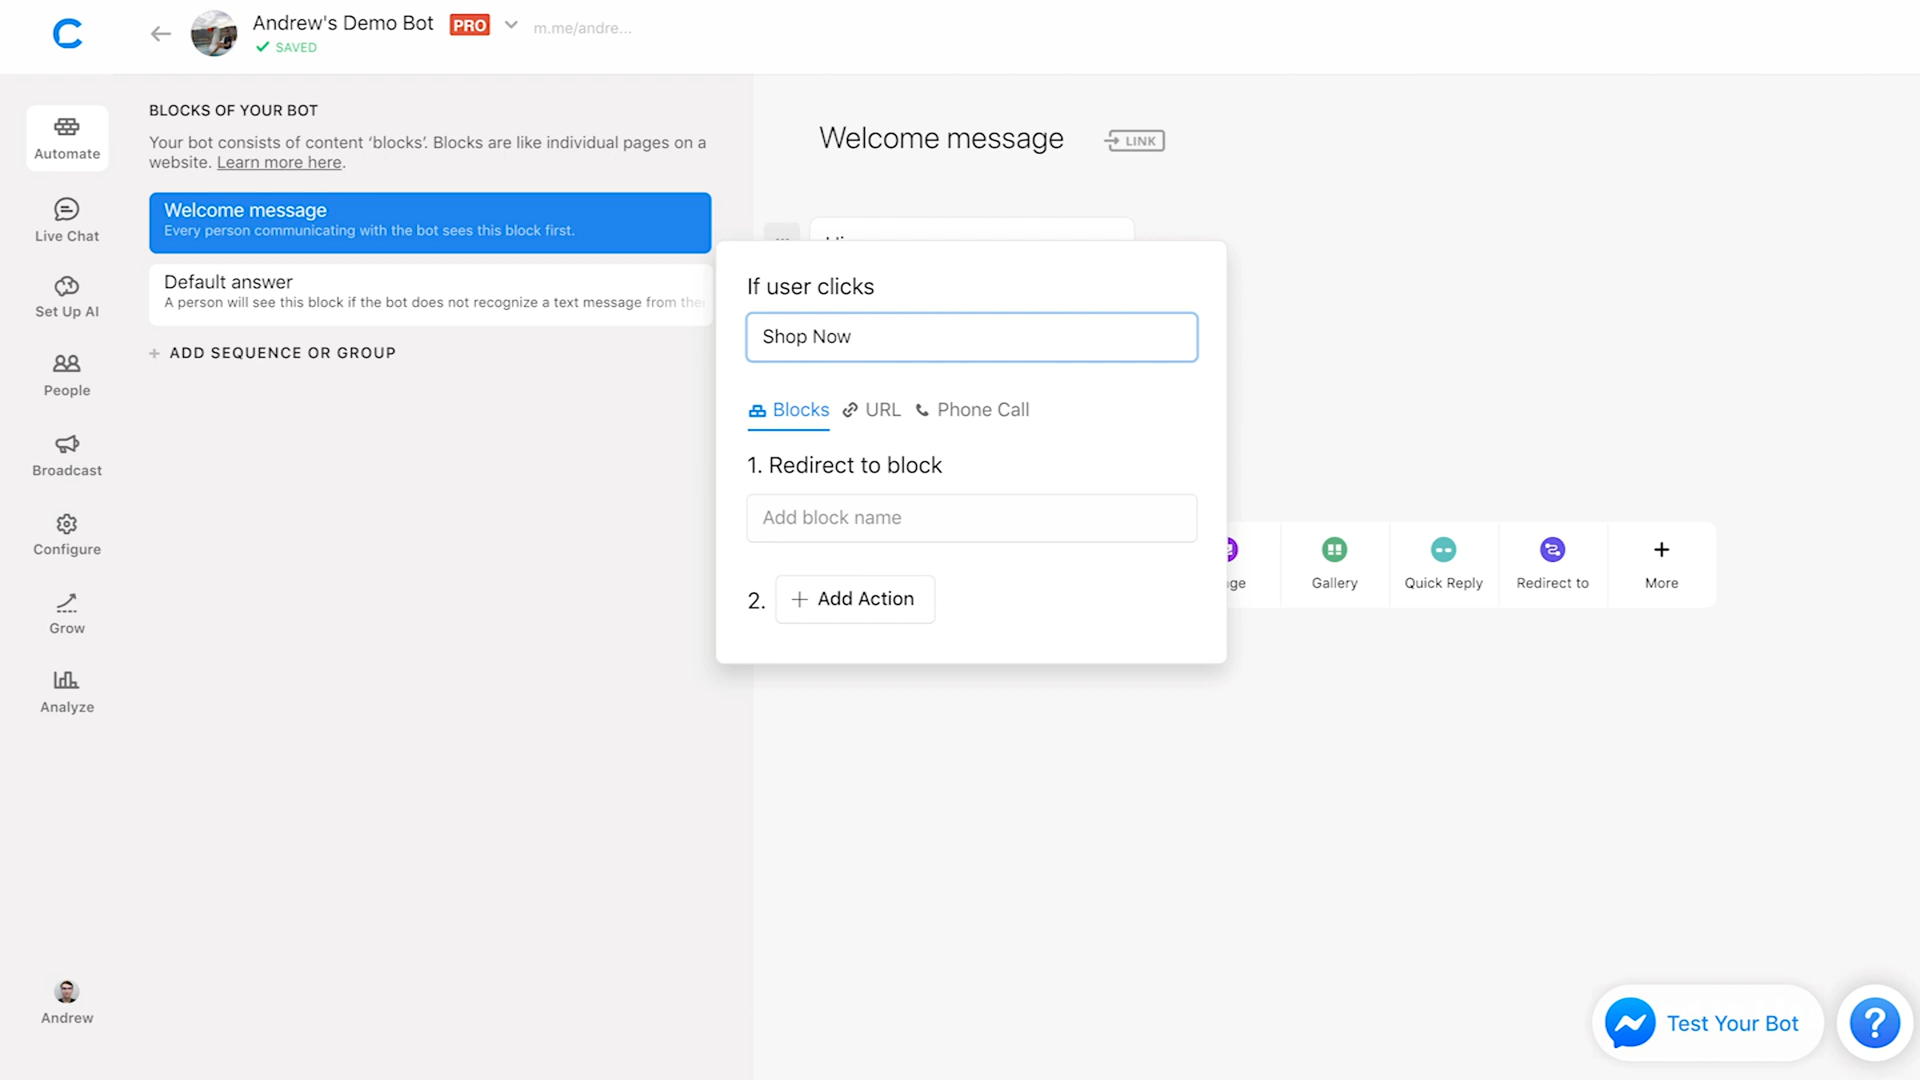 Andrew's Demo Bot PRO m.me/andre...
SAVED
Automate
Live Chat
Set Up AI
People
Broadcast
Configure
Grow
Analyze
Andrew
BLOCKS OF YOUR BOT
Your bot consists of content ‘blocks’. Blocks are like individual pages on a
website. Learn more here.
Welcome message
Every person communicating with the bot sees this block first.
Default answer
A person will see this block if the bot does not recognize a text message from
+ ADD SEQUENCE OR GROUP
Welcome message LINK
If user clicks
Shop Now
Blocks URL Phone Call
1. Redirect to block
Add block name
2. + Add Action
Gallery
Quick Reply
Redirect to
More
Test Your Bot
?